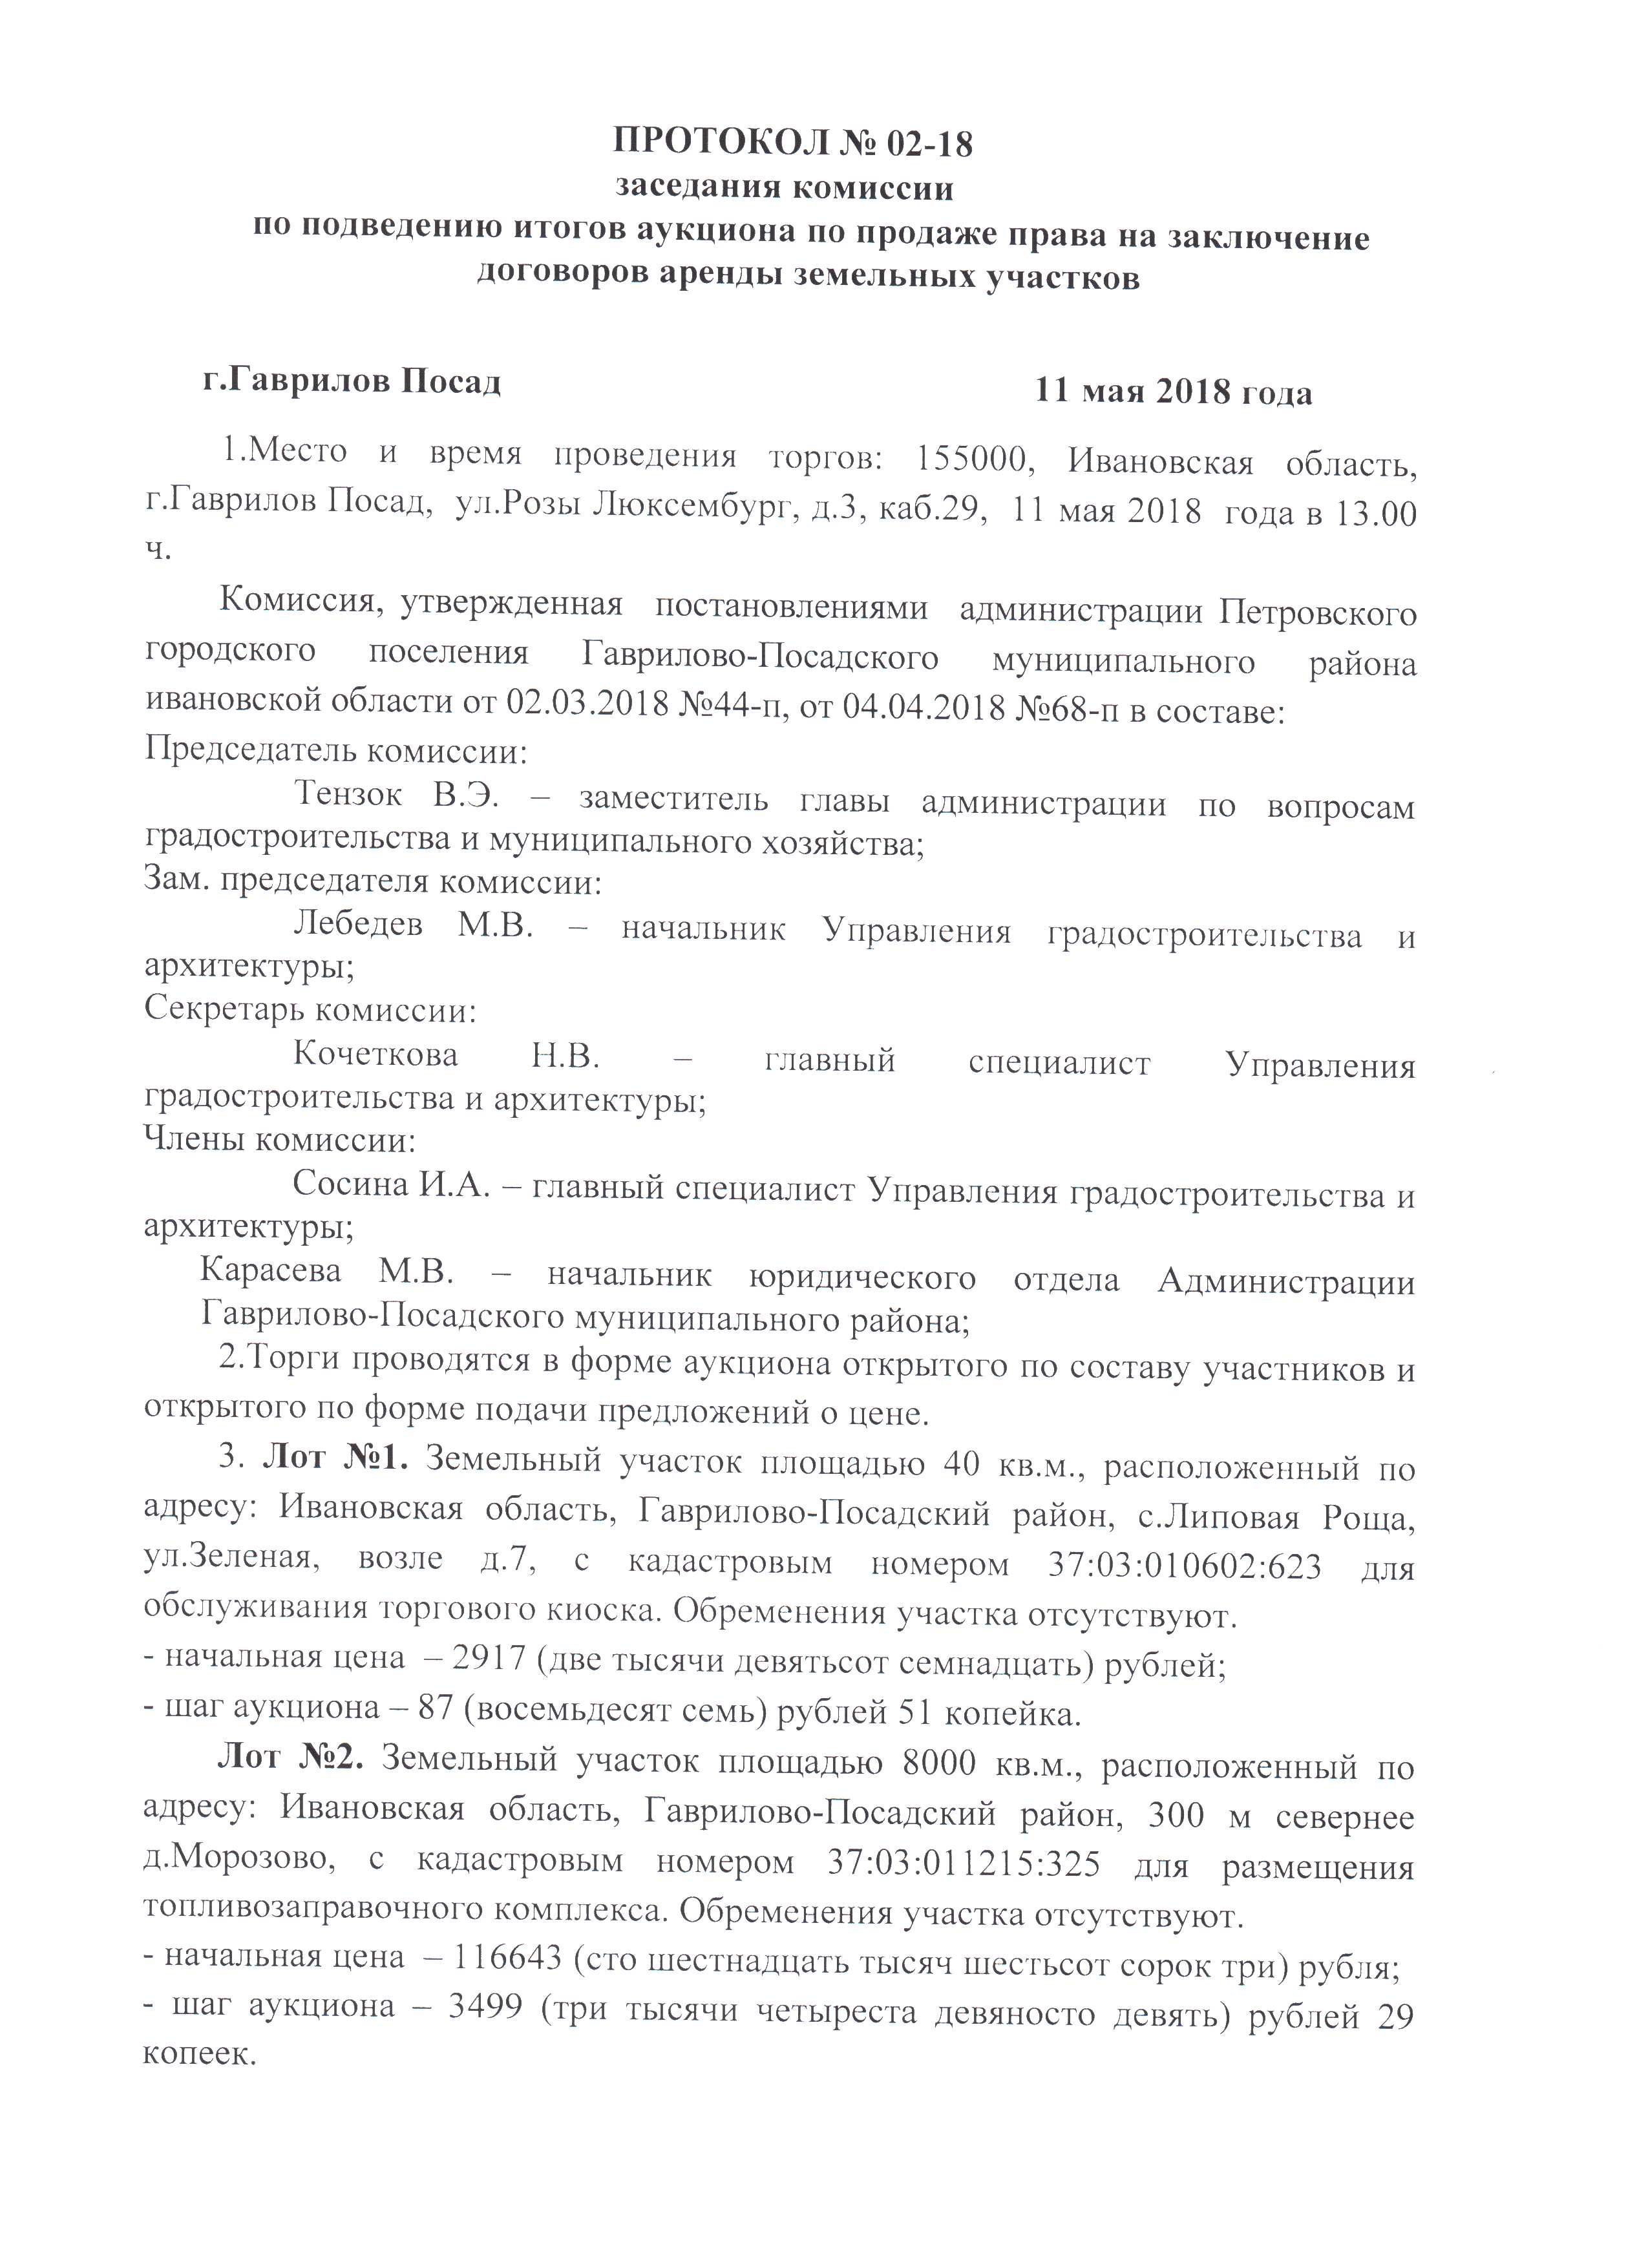 ПРОТОКОЛ № 02-18
заседания комиссии
по подведению итогов аукциона по продаже права на заключение
договоров аренды земельных участков
г.Гаврилов Посад 11 мая 2018 года
1.Место и время проведения торгов: 155000, Ивановская область,
г.Гаврилов Посад, ул.Розы Люксембург, д.3, каб.29, 11 мая 2018 года в 13.00
ч.
Комиссия, утвержденная постановлениями администрации Петровского
городского поселения Гаврилово-Посадского муниципального района
ивановской области от 02.03.2018 №44-п, от 04.04.2018 №68-п в составе:
Председатель комиссии:
Тензок В.Э. – заместитель главы администрации по вопросам
градостроительства и муниципального хозяйства;
Зам. председателя комиссии:
Лебедев М.В. – начальник Управления градостроительства и
архитектуры;
Секретарь комиссии:
Кочеткова Н.В. – главный специалист Управления
градостроительства и архитектуры;
Члены комиссии:
Сосина И.А. – главный специалист Управления градостроительства и
архитектуры;
Карасева М.В. – начальник юридического отдела Администрации
Гаврилово-Посадского муниципального района;
2.Торги проводятся в форме аукциона открытого по составу участников и
открытого по форме подачи предложений о цене.
3. Лот №1. Земельный участок площадью 40 кв.м., расположенный по
адресу: Ивановская область, Гаврилово-Посадский район, с.Липовая Роща,
ул.Зеленая, возле д.7, с кадастровым номером 37:03:010602:623 для
обслуживания торгового киоска. Обременения участка отсутствуют.
- начальная цена – 2917 (две тысячи девятьсот семнадцать) рублей;
- шаг аукциона – 87 (восемьдесят семь) рублей 51 копейка.
Лот №2. Земельный участок площадью 8000 кв.м., расположенный по
адресу: Ивановская область, Гаврилово-Посадский район, 300 м севернее
д.Морозово, с кадастровым номером 37:03:011215:325 для размещения
топливозаправочного комплекса. Обременения участка отсутствуют.
- начальная цена – 116643 (сто шестнадцать тысяч шестьсот сорок три) рубля;
- шаг аукциона – 3499 (три тысячи четыреста девяносто девять) рублей 29
копеек.